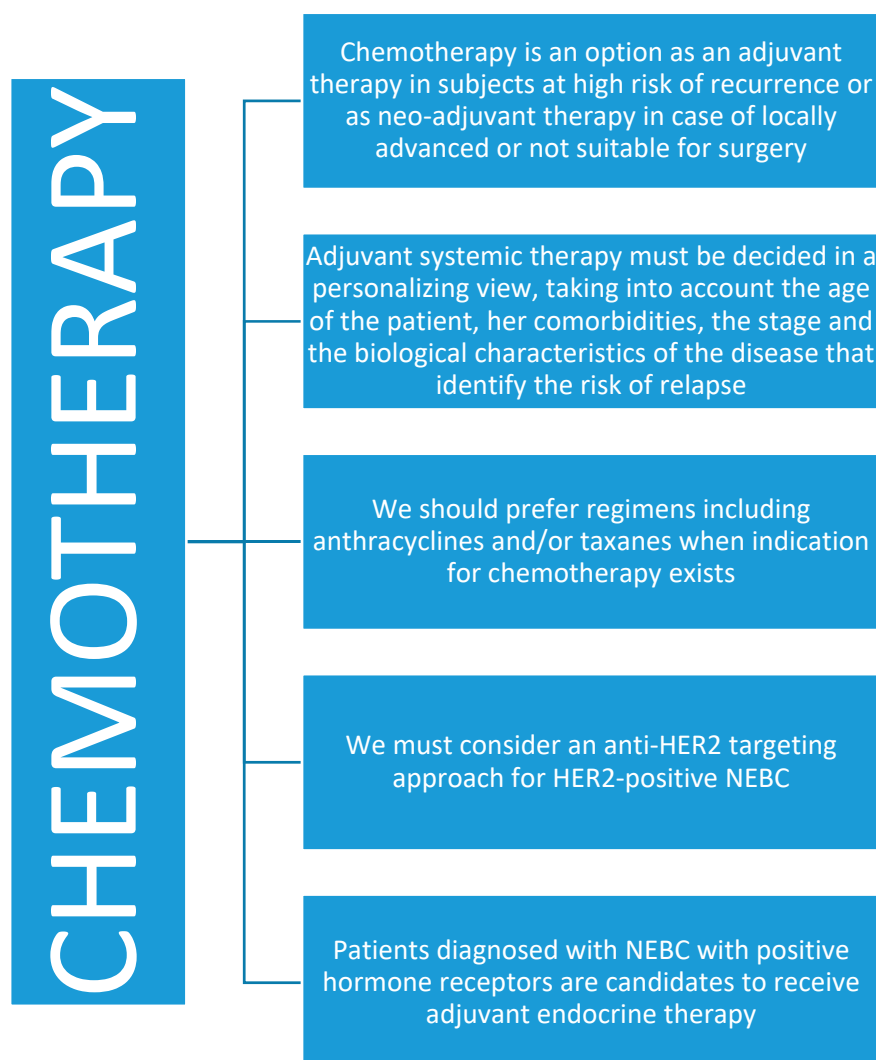 CHEMOTHERAPY
Chemotherapy is an option as an adjuvant
therapy in subjects at high risk of recurrence or
as neo-adjuvant therapy in case of locally
advanced or not suitable for surgery
Adjuvant systemic therapy must be decided in a
personalizing view, taking into account the age
of the patient, her comorbidities, the stage and
the biological characteristics of the disease that
identify the risk of relapse
We should prefer regimens including
anthracyclines and/or taxanes when indication
for chemotherapy exists
We must consider an anti-HER2 targeting
approach for HER2-positive NEBC
Patients diagnosed with NEBC with positive
hormone receptors are candidates to receive
adjuvant endocrine therapy